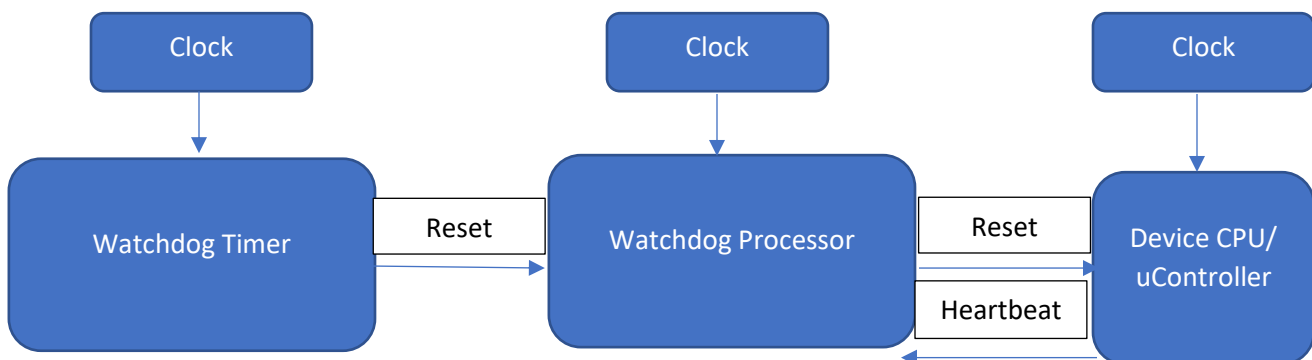 Clock
Clock
Clock
Watchdog Timer
Reset
Watchdog Processor
Reset
Heartbeat
Device CPU/
uController